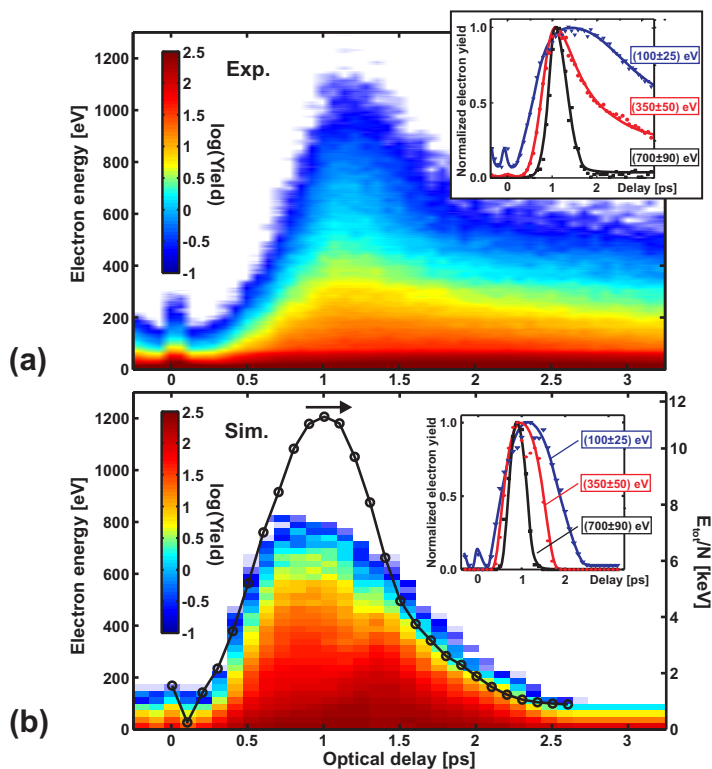 (a)
Electron energy [eV]
1200
1000
800
600
400
200
0
2.5
2.0
1.5
1.0
0.5
0
-0.5
-1
log(Yield)
Exp.
Normalized electron yield
1.0
0.5
0.0
(100±25) eV
(350±50) eV
(700±90) eV
0 1 2 Delay [ps]
0 0.5 1 1.5 2 2.5 3
(b)
Electron energy [eV]
1200
1000
800
600
400
200
0
2.5
2.0
1.5
1.0
0.5
0
-0.5
-1
log(Yield)
Sim.
Normalized electron yield
1.0
0.5
0.0
(100±25) eV
(350±50) eV
(700±90) eV
0 1 2 Delay [ps]
12
10
8
6
4
2
0
E_tot/N [keV]
0 0.5 1 1.5 2 2.5 3
Optical delay [ps]